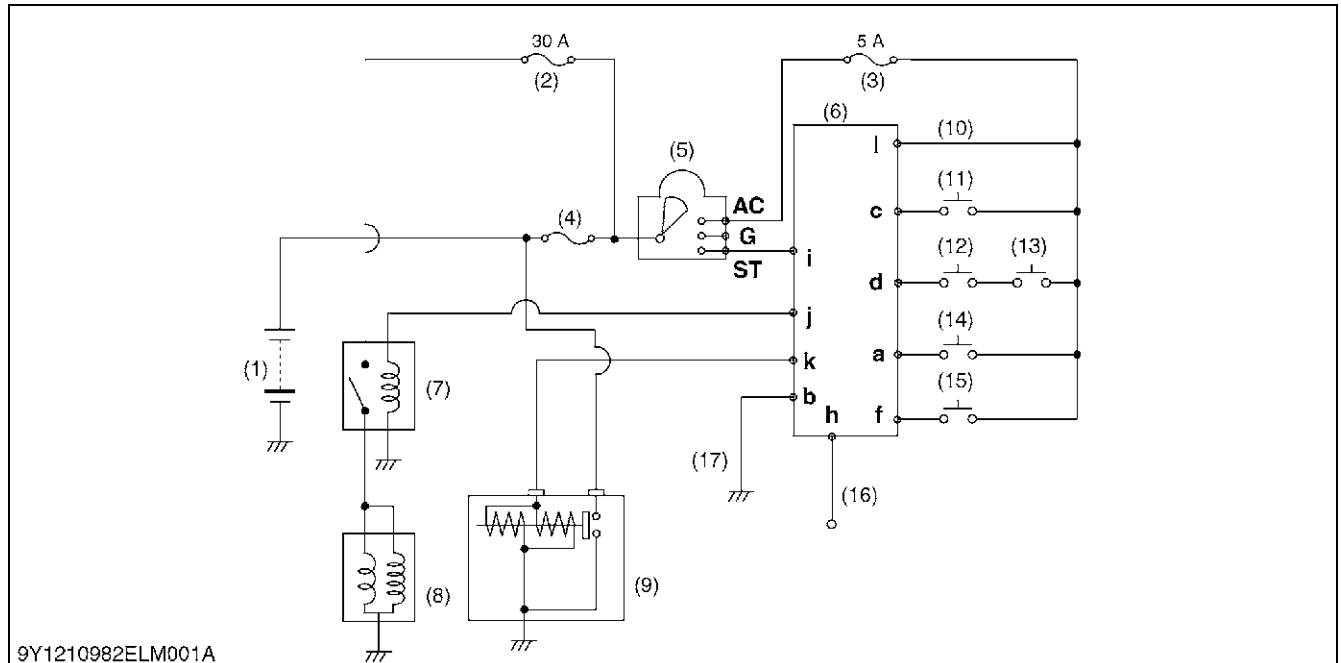 30 A
5 A
(2)
(3)
(6)
(10)
l
(5)
(11)
AC
c
(4)
G
(12)
(13)
ST
i
d
j
(14)
a
(1)
k
(7)
(15)
b
h
f
(17)
(16)
(8)
(9)
9Y1210982ELM001A